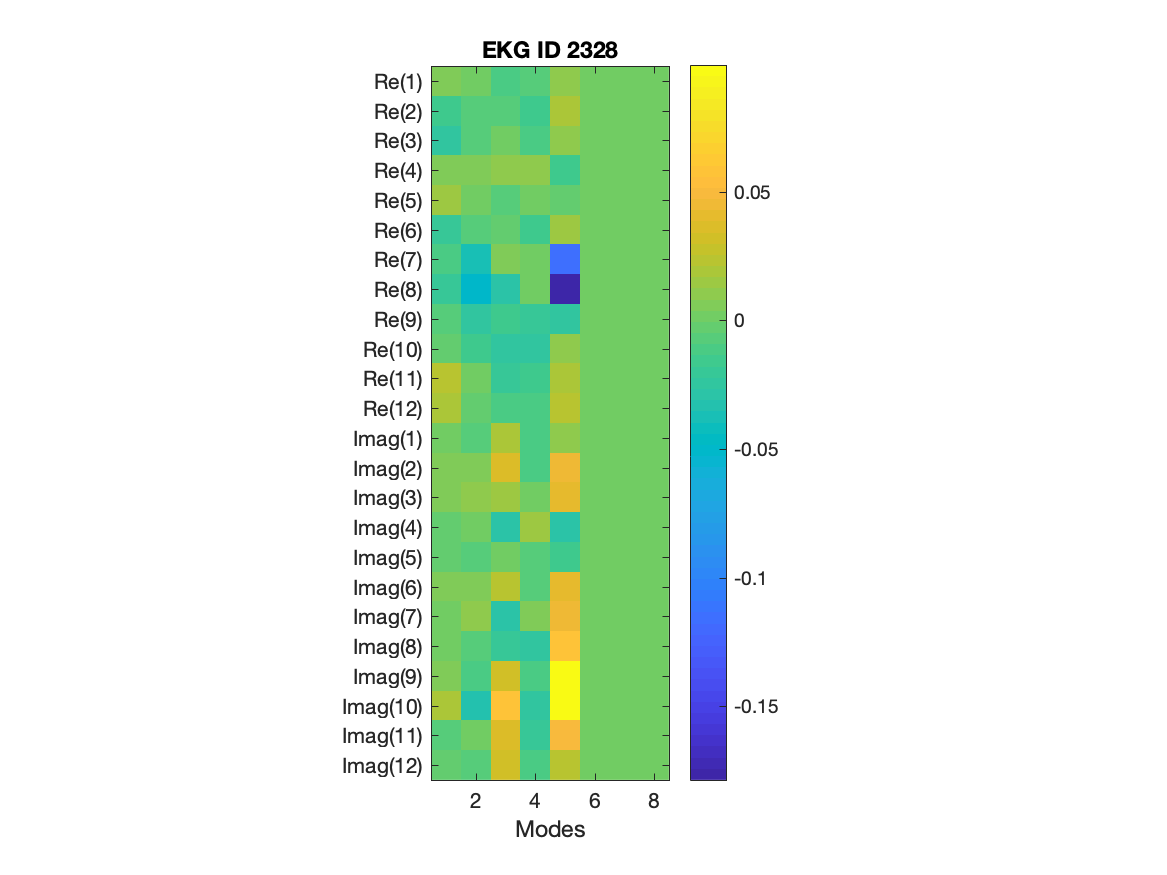 EKG ID 2328
Re(1)
Re(2)
Re(3)
Re(4)
Re(5)
Re(6)
Re(7)
Re(8)
Re(9)
Re(10)
Re(11)
Re(12)
Imag(1)
Imag(2)
Imag(3)
Imag(4)
Imag(5)
Imag(6)
Imag(7)
Imag(8)
Imag(9)
Imag(10)
Imag(11)
Imag(12)
2 4 6 8
Modes
0.05
0
-0.05
-0.1
-0.15